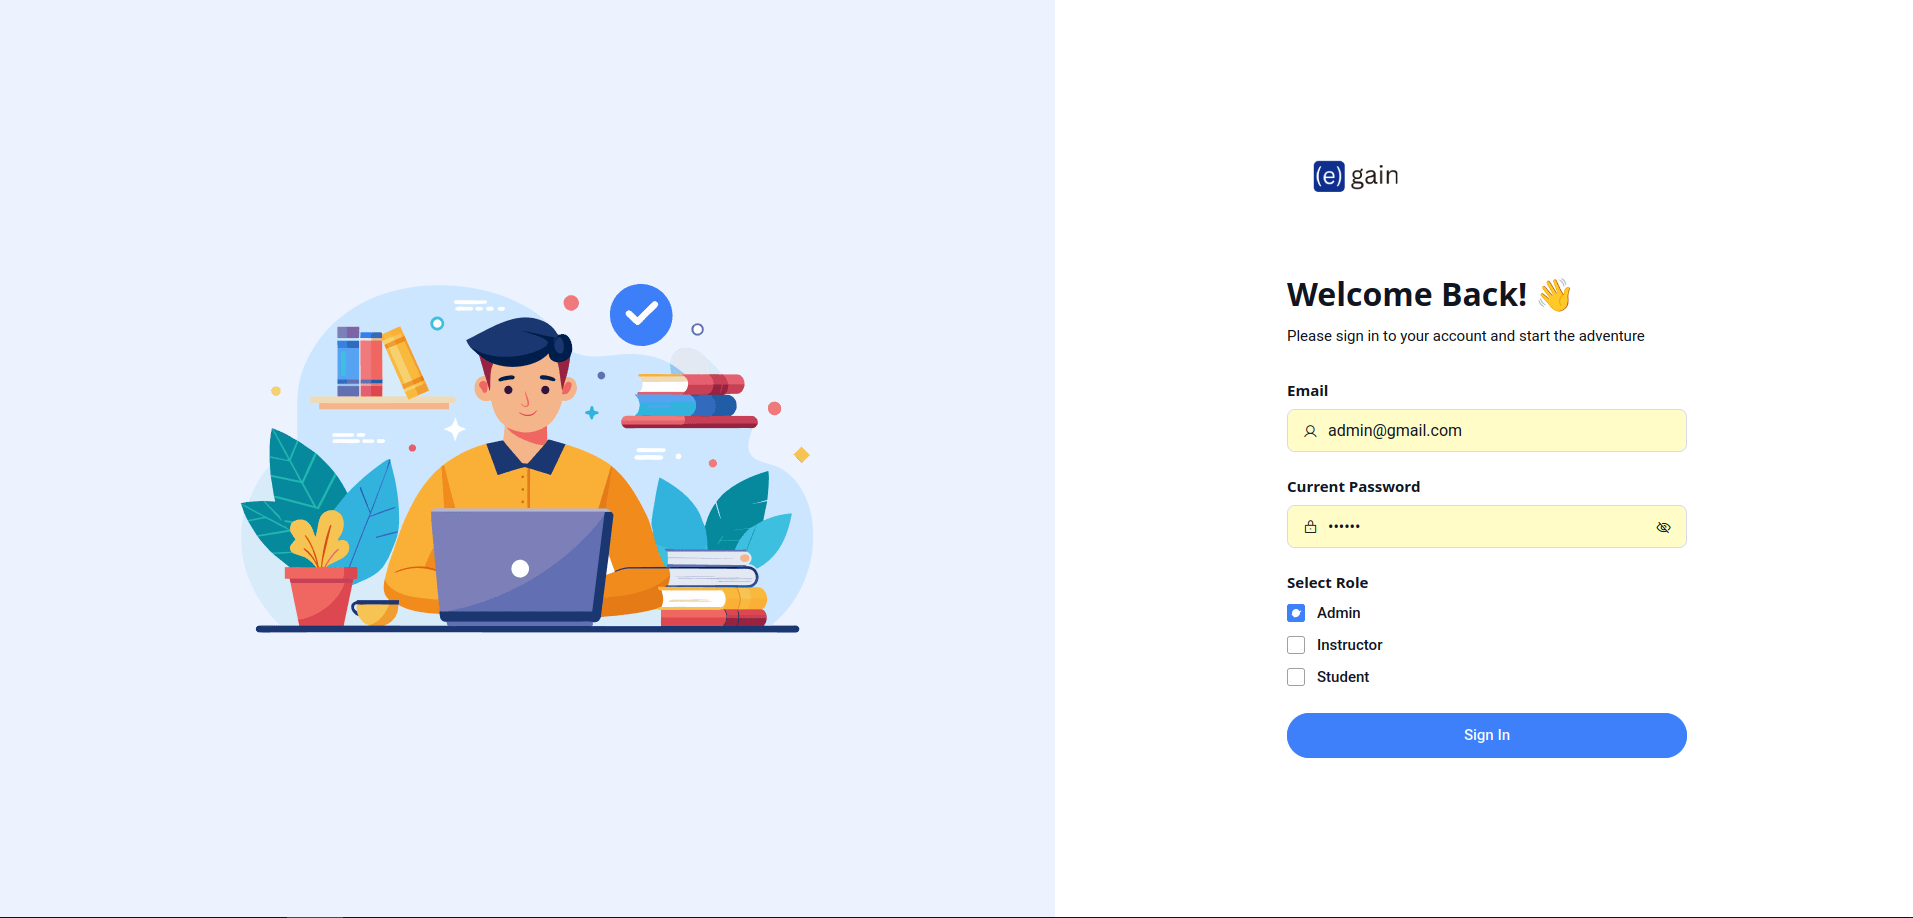 (e) gain
Welcome Back! 👋
Please sign in to your account and start the adventure
Email
admin@gmail.com
Current Password
••••••
Select Role
Admin
Instructor
Student
Sign In